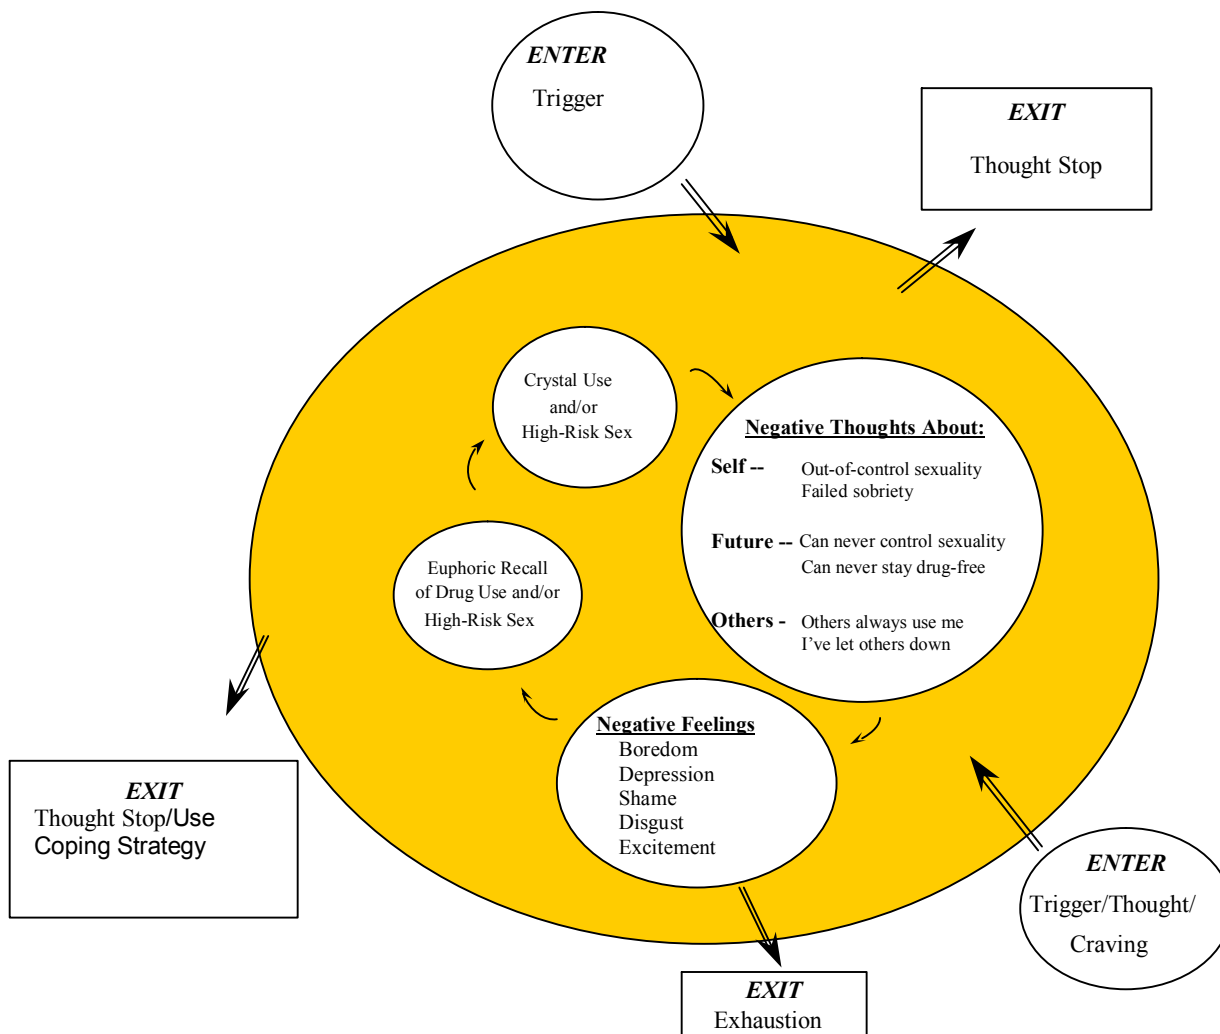 ENTER
Trigger
EXIT
Thought Stop
Crystal Use
and/or
High-Risk Sex
Negative Thoughts About:
Self -- Out-of-control sexuality
Failed sobriety
Future -- Can never control sexuality
Can never stay drug-free
Others - Others always use me
I've let others down
Euphoric Recall
of Drug Use and/or
High-Risk Sex
Negative Feelings
Boredom
Depression
Shame
Disgust
Excitement
EXIT
Thought Stop/Use
Coping Strategy
ENTER
Trigger/Thought/
Craving
EXIT
Exhaustion